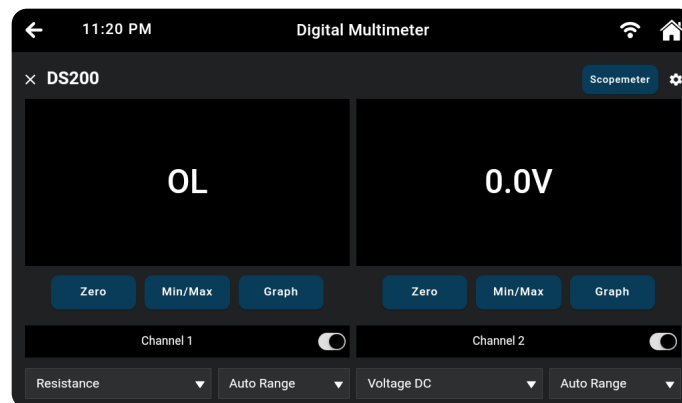 11:20 PM Digital Multimeter
× DS200 Scopemeter
OL 0.0V
Zero Min/Max Graph Zero Min/Max Graph
Channel 1 Channel 2
Resistance Auto Range Voltage DC Auto Range